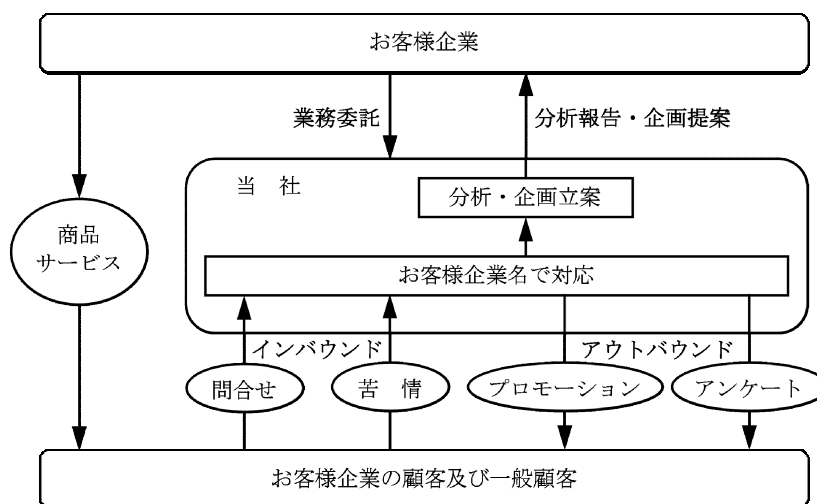 お客様企業
業務委託
分析報告・企画提案
当 社
分析・企画立案
商品
サービス
お客様企業名で対応
インバウンド
アウトバウンド
問合せ
苦 情
プロモーション
アンケート
お客様企業の顧客及び一般顧客